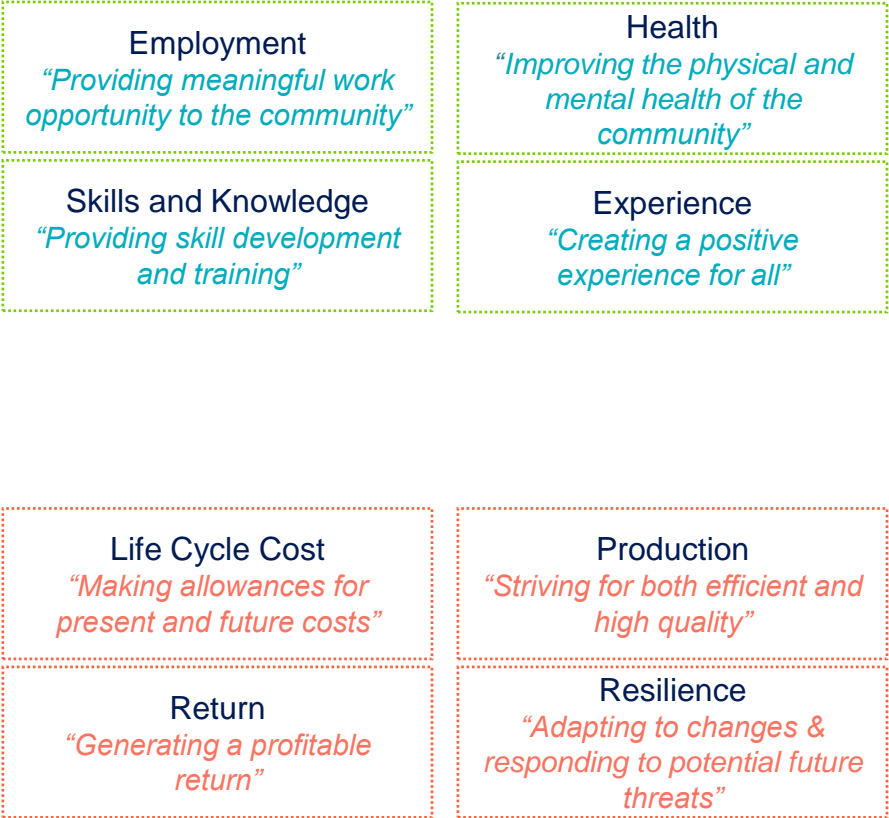 Employment
“Providing meaningful work
opportunity to the community”
Health
“Improving the physical and
mental health of the
community”
Skills and Knowledge
“Providing skill development
and training”
Experience
“Creating a positive
experience for all”
Life Cycle Cost
“Making allowances for
present and future costs”
Production
“Striving for both efficient and
high quality”
Return
“Generating a profitable
return”
Resilience
“Adapting to changes &
responding to potential future
threats”